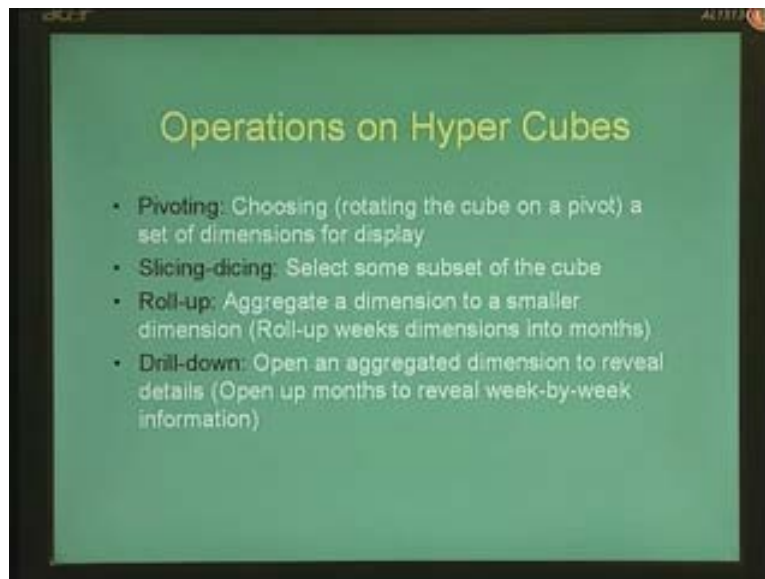 acer
Operations on Hyper Cubes
• Pivoting: Choosing (rotating the cube on a pivot) a
set of dimensions for display
• Slicing-dicing: Select some subset of the cube
• Roll-up: Aggregate a dimension to a smaller
dimension (Roll-up weeks dimensions into months)
• Drill-down: Open an aggregated dimension to reveal
details (Open up months to reveal week-by-week
information)